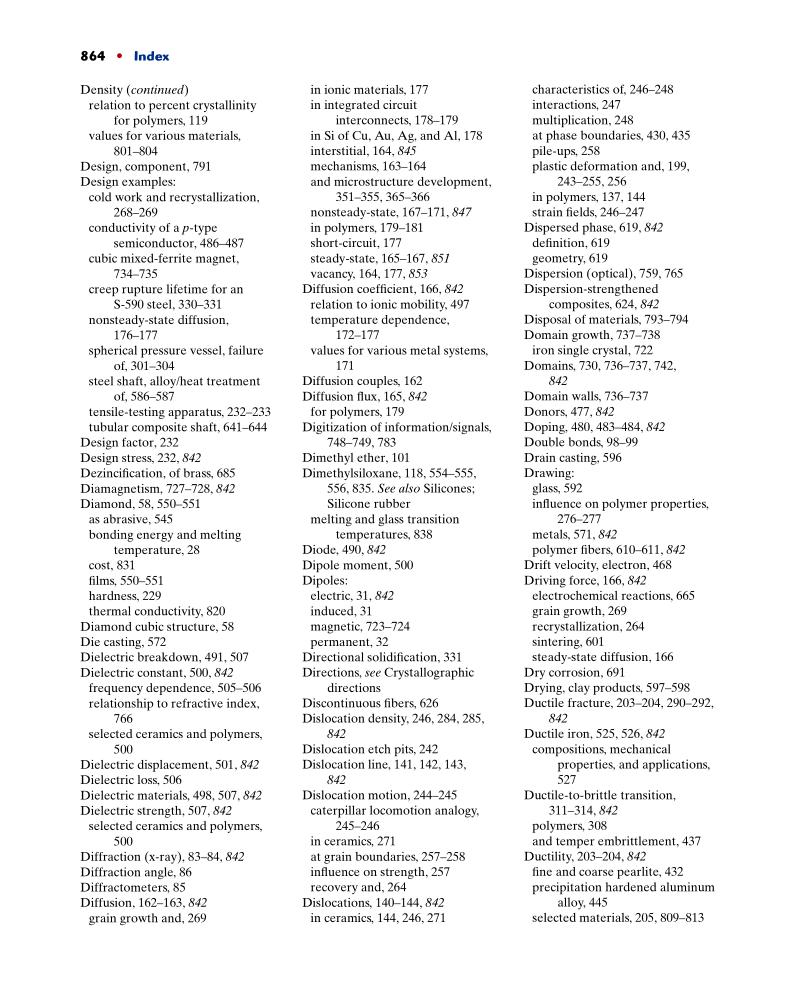 864 • Index
Density (continued)
relation to percent crystallinity
for polymers, 119
values for various materials,
801–804
Design, component, 791
Design examples:
cold work and recrystallization,
268–269
conductivity of a p-type
semiconductor, 486–487
cubic mixed-ferrite magnet,
734–735
creep rupture lifetime for an
S-590 steel, 330–331
nonsteady-state diffusion,
176–177
spherical pressure vessel, failure
of, 301–304
steel shaft, alloy/heat treatment
of, 586–587
tensile-testing apparatus, 232–233
tubular composite shaft, 641–644
Design factor, 232
Design stress, 232, 842
Dezincification, of brass, 685
Diamagnetism, 727–728, 842
Diamond, 58, 550–551
as abrasive, 545
bonding energy and melting
temperature, 28
cost, 831
films, 550–551
hardness, 229
thermal conductivity, 820
Diamond cubic structure, 58
Die casting, 572
Dielectric breakdown, 491, 507
Dielectric constant, 500, 842
frequency dependence, 505–506
relationship to refractive index,
766
selected ceramics and polymers,
500
Dielectric displacement, 501, 842
Dielectric loss, 506
Dielectric materials, 498, 507, 842
Dielectric strength, 507, 842
selected ceramics and polymers,
500
Diffraction (x-ray), 83–84, 842
Diffraction angle, 86
Diffractometers, 85
Diffusion, 162–163, 842
grain growth and, 269
in ionic materials, 177
in integrated circuit
interconnects, 178–179
in Si of Cu, Au, Ag, and Al, 178
interstitial, 164, 845
mechanisms, 163–164
and microstructure development,
351–355, 365–366
nonsteady-state, 167–171, 847
in polymers, 179–181
short-circuit, 177
steady-state, 165–167, 851
vacancy, 164, 177, 853
Diffusion coefficient, 166, 842
relation to ionic mobility, 497
temperature dependence,
172–177
values for various metal systems,
171
Diffusion couples, 162
Diffusion flux, 165, 842
for polymers, 179
Digitization of information/signals,
748–749, 783
Dimethyl ether, 101
Dimethylsiloxane, 118, 554–555,
556, 835. See also Silicones;
Silicone rubber
melting and glass transition
temperatures, 838
Diode, 490, 842
Dipole moment, 500
Dipoles:
electric, 31, 842
induced, 31
magnetic, 723–724
permanent, 32
Directional solidification, 331
Directions, see Crystallographic
directions
Discontinuous fibers, 626
Dislocation density, 246, 284, 285,
842
Dislocation etch pits, 242
Dislocation line, 141, 142, 143,
842
Dislocation motion, 244–245
caterpillar locomotion analogy,
245–246
in ceramics, 271
at grain boundaries, 257–258
influence on strength, 257
recovery and, 264
Dislocations, 140–144, 842
in ceramics, 144, 246, 271
characteristics of, 246–248
interactions, 247
multiplication, 248
at phase boundaries, 430, 435
pile-ups, 258
plastic deformation and, 199,
243–255, 256
in polymers, 137, 144
strain fields, 246–247
Dispersed phase, 619, 842
definition, 619
geometry, 619
Dispersion (optical), 759, 765
Dispersion-strengthened
composites, 624, 842
Disposal of materials, 793–794
Domain growth, 737–738
iron single crystal, 722
Domains, 730, 736–737, 742,
842
Domain walls, 736–737
Donors, 477, 842
Doping, 480, 483–484, 842
Double bonds, 98–99
Drain casting, 596
Drawing:
glass, 592
influence on polymer properties,
276–277
metals, 571, 842
polymer fibers, 610–611, 842
Drift velocity, electron, 468
Driving force, 166, 842
electrochemical reactions, 665
grain growth, 269
recrystallization, 264
sintering, 601
steady-state diffusion, 166
Dry corrosion, 691
Drying, clay products, 597–598
Ductile fracture, 203–204, 290–292,
842
Ductile iron, 525, 526, 842
compositions, mechanical
properties, and applications,
527
Ductile-to-brittle transition,
311–314, 842
polymers, 308
and temper embrittlement, 437
Ductility, 203–204, 842
fine and coarse pearlite, 432
precipitation hardened aluminum
alloy, 445
selected materials, 205, 809–813